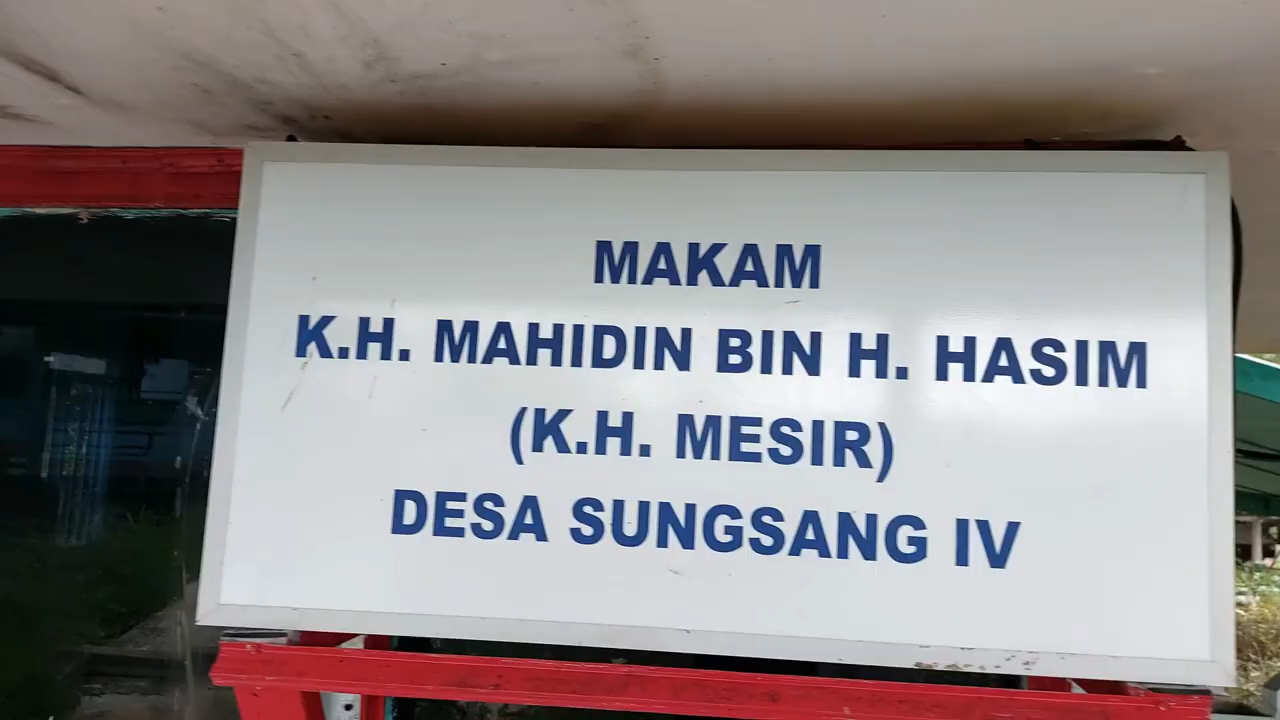 MAKAM
K.H. MAHIDIN BIN H. HASIM
(K.H. MESIR)
DESA SUNGSANG IV